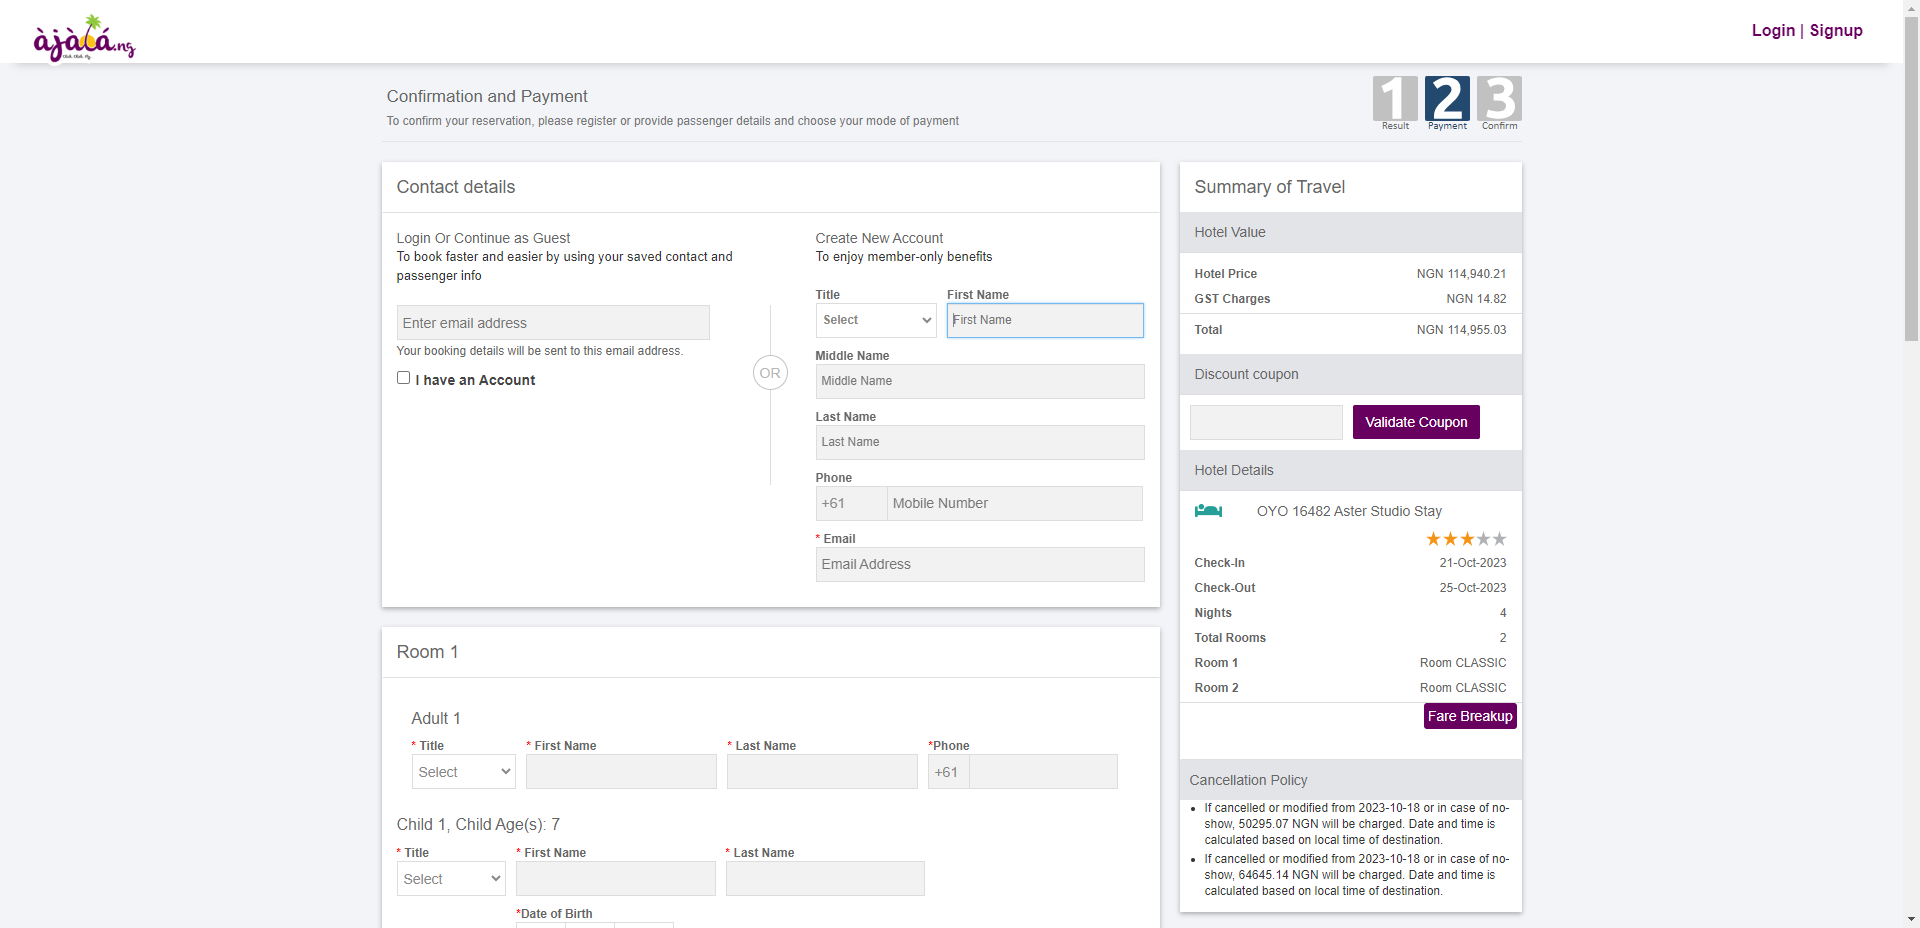 àjàlá.ng
Login | Signup
Confirmation and Payment
To confirm your reservation, please register or provide passenger details and choose your mode of payment
1 2 3
Result Payment Confirm
Contact details
Login Or Continue as Guest
To book faster and easier by using your saved contact and
passenger info
Enter email address
Your booking details will be sent to this email address.
I have an Account
OR
Create New Account
To enjoy member-only benefits
Title First Name
Select First Name
Middle Name
Middle Name
Last Name
Last Name
Phone
+61 Mobile Number
* Email
Email Address
Room 1
Adult 1
* Title * First Name * Last Name *Phone
Select +61
Child 1, Child Age(s): 7
* Title * First Name * Last Name
Select
*Date of Birth
Summary of Travel
Hotel Value
Hotel Price NGN 114,940.21
GST Charges NGN 14.82
Total NGN 114,955.03
Discount coupon
Validate Coupon
Hotel Details
OYO 16482 Aster Studio Stay
Check-In 21-Oct-2023
Check-Out 25-Oct-2023
Nights 4
Total Rooms 2
Room 1 Room CLASSIC
Room 2 Room CLASSIC
Fare Breakup
Cancellation Policy
If cancelled or modified from 2023-10-18 or in case of no-
show, 50295.07 NGN will be charged. Date and time is
calculated based on local time of destination.
If cancelled or modified from 2023-10-18 or in case of no-
show, 64645.14 NGN will be charged. Date and time is
calculated based on local time of destination.